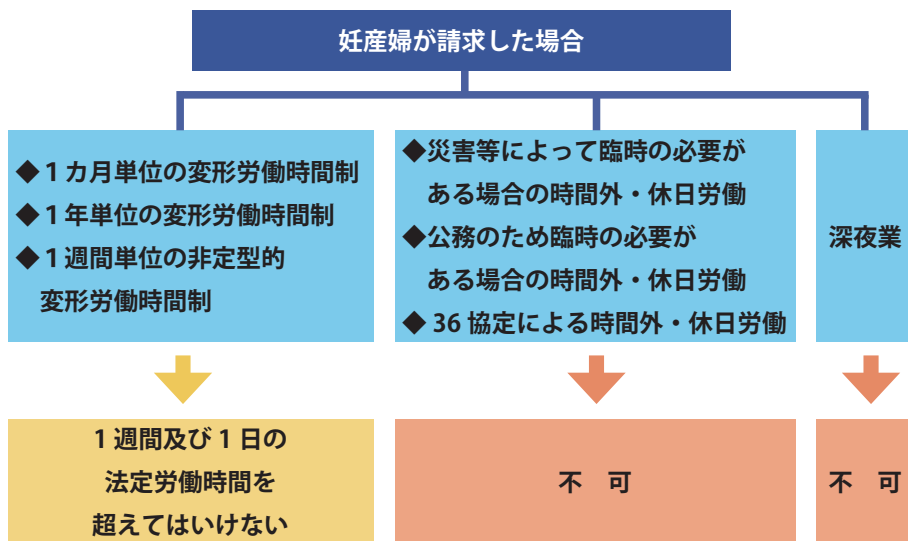 妊産婦が請求した場合
◆1カ月単位の変形労働時間制
◆1年単位の変形労働時間制
◆1週間単位の非定型的
変形労働時間制
◆災害等によって臨時の必要が
ある場合の時間外・休日労働
◆公務のため臨時の必要が
ある場合の時間外・休日労働
◆36協定による時間外・休日労働
深夜業
1週間及び1日の
法定労働時間を
超えてはいけない
不　可
不　可